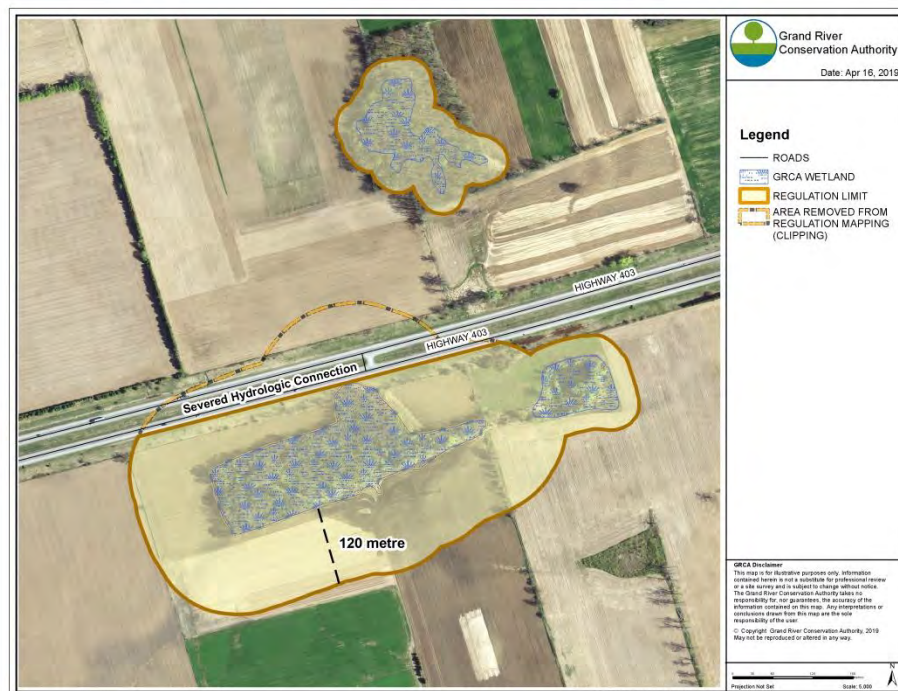 Grand River
Conservation Authority
Date: Apr 16, 2019
Legend
ROADS
GRCA WETLAND
REGULATION LIMIT
AREA REMOVED FROM
REGULATION MAPPING
(CLIPPING)
HIGHWAY 403
HIGHWAY 403
Severed Hydrologic Connection
120 metre
GRCA Disclaimer
This map is for illustrative purposes only. Information
contained herein is not a substitute for professional review
or a site survey and is subject to change without notice.
The Grand River Conservation Authority takes no
responsibility for, nor guarantees, the accuracy of the
information contained on this map. Any interpretations or
conclusions drawn from this map are the sole
responsibility of the user.
© Copyright Grand River Conservation Authority, 2019
May not be reproduced or altered in any way.
N
Projection Not Set
Scale: 5,000